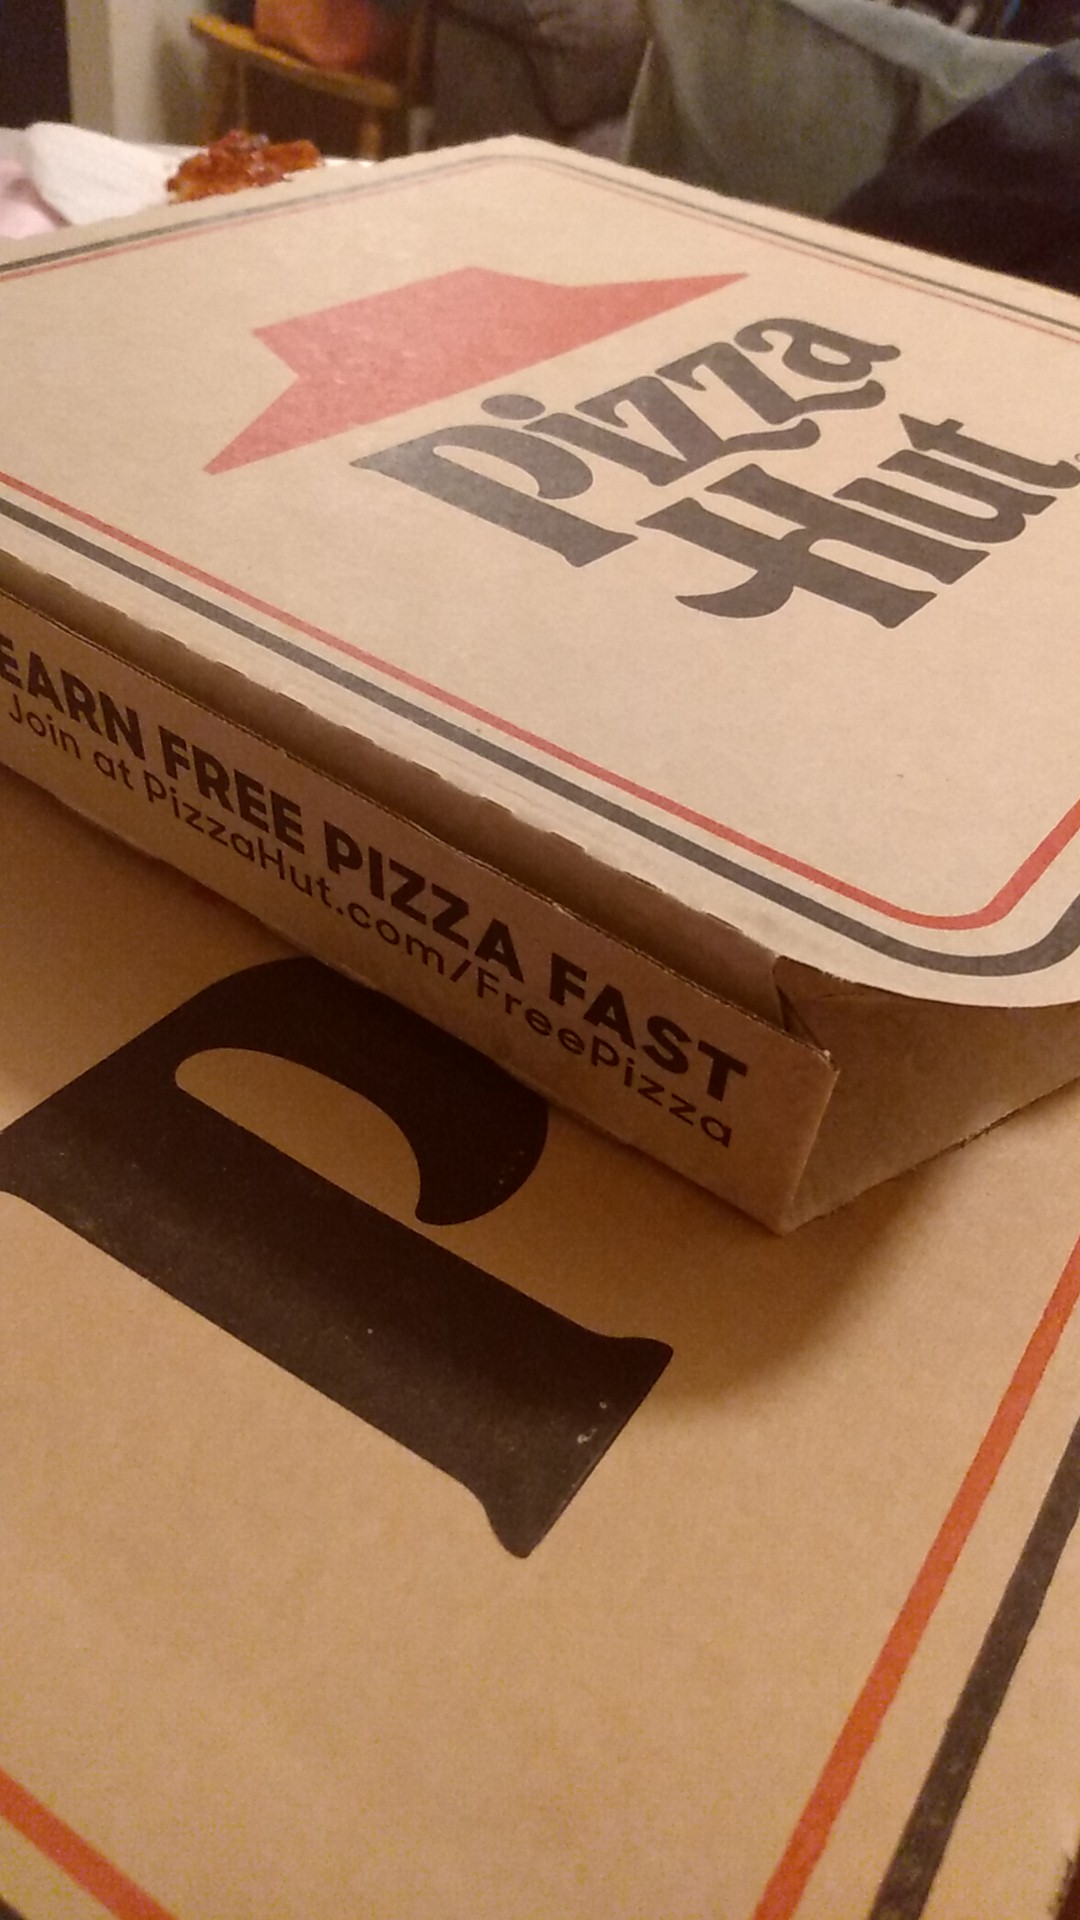 Pizza
Hut
EARN FREE PIZZA FAST
Join at PizzaHut.com/FreePizza
P